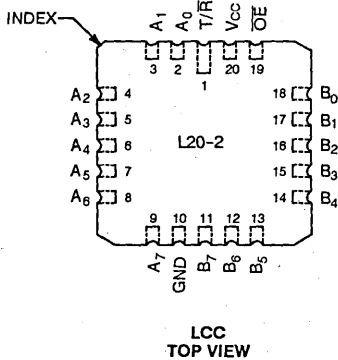 INDEX
A1 A0 T/R̅ VCC O̅E̅
3 2 1 20 19
A2 4 18 B0
A3 5 17 B1
A4 6 L20-2 16 B2
A5 7 15 B3
A6 8 14 B4
9 10 11 12 13
A7 GND B7 B6 B5
LCC
TOP VIEW